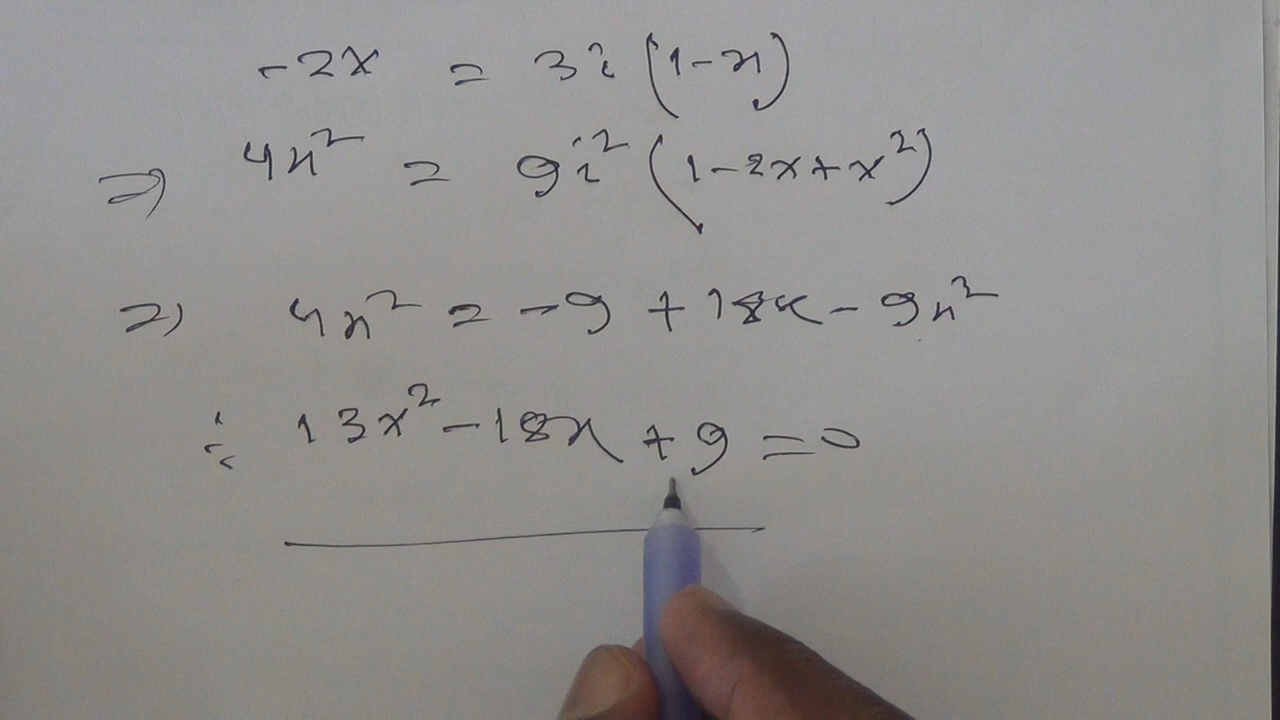 -2x = 3i (1-x)
⇒ 4x² = 9i² (1-2x+x²)
⇒ 4x² = -9 + 18x - 9x²
∴ 13x² - 18x + 9 = 0